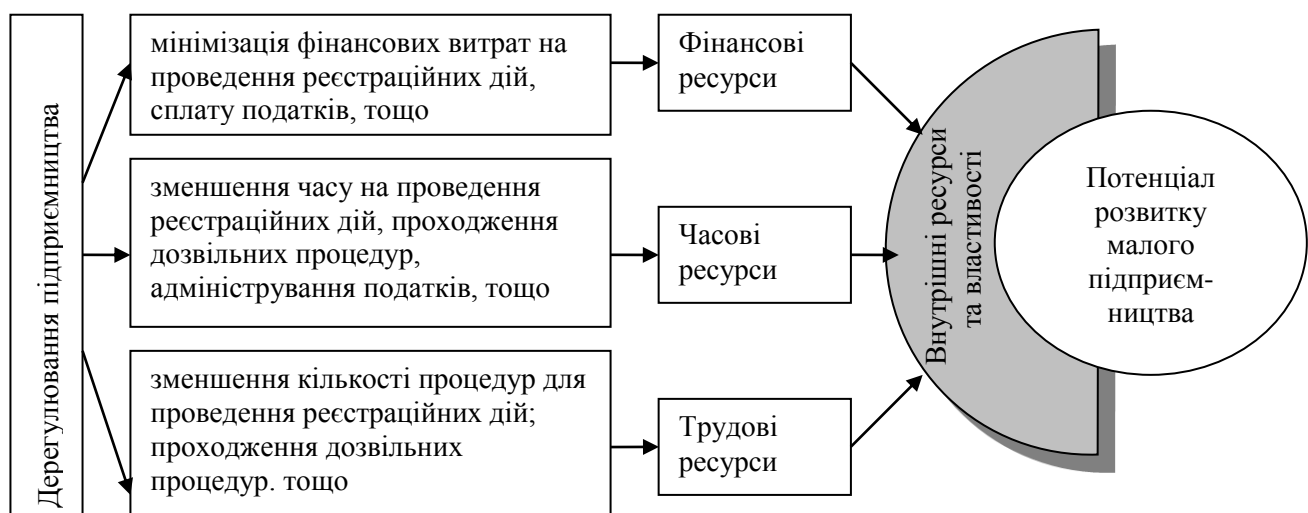 Дерегулювання підприємництва
мінімізація фінансових витрат на
проведення реєстраційних дій,
сплату податків, тощо
Фінансові
ресурси
зменшення часу на проведення
реєстраційних дій, проходження
дозвільних процедур,
адміністрування податків, тощо
Часові
ресурси
зменшення кількості процедур для
проведення реєстраційних дій;
проходження дозвільних
процедур. тощо
Трудові
ресурси
Внутрішні ресурси
та властивості
Потенціал
розвитку
малого
підприєм-
ництва